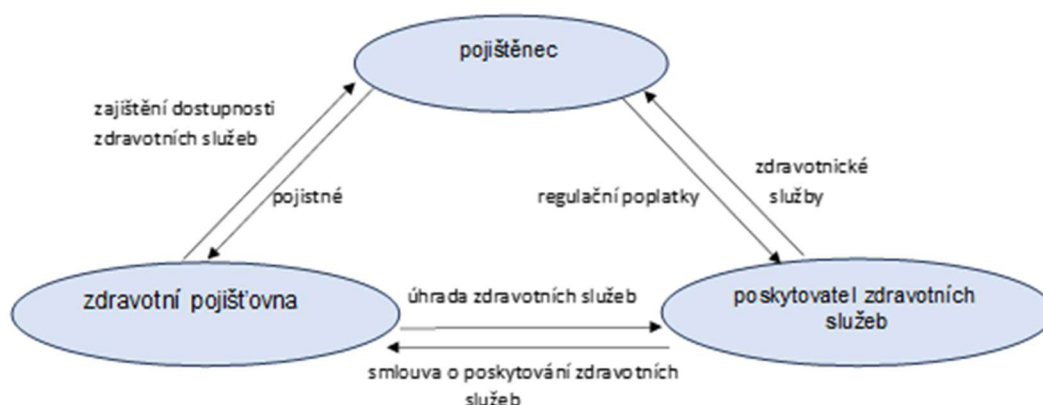 pojištěnec
zajištění dostupnosti
zdravotních služeb
zdravotnické
služby
pojistné
regulační poplatky
zdravotní pojišťovna
úhrada zdravotních služeb
poskytovatel zdravotních
služeb
smlouva o poskytování zdravotních
služeb